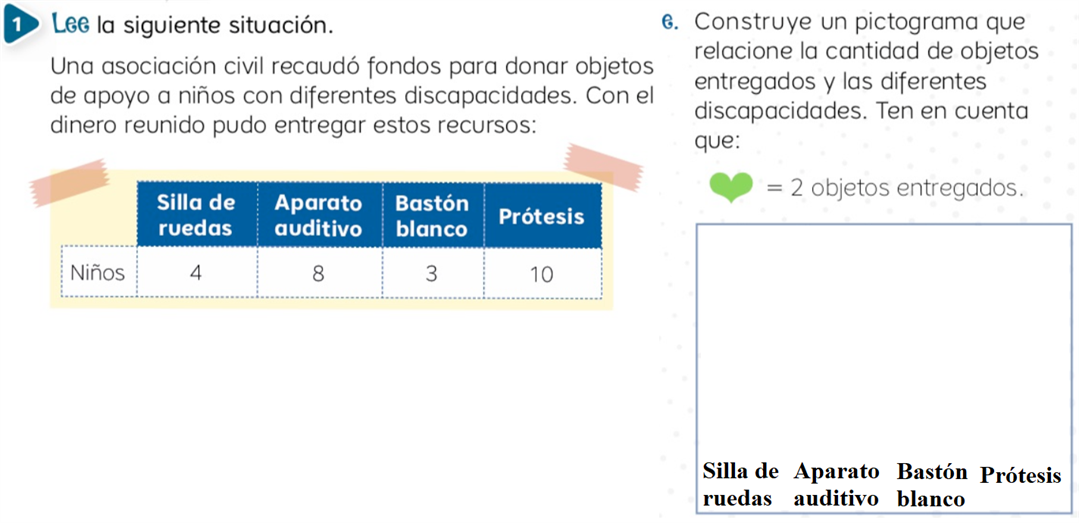 1 Lee la siguiente situación.
Una asociación civil recaudó fondos para donar objetos
de apoyo a niños con diferentes discapacidades. Con el
dinero reunido pudo entregar estos recursos:
Silla de ruedas Aparato auditivo Bastón blanco Prótesis
Niños 4 8 3 10
e. Construye un pictograma que
relacione la cantidad de objetos
entregados y las diferentes
discapacidades. Ten en cuenta
que:
= 2 objetos entregados.
Silla de Aparato Bastón Prótesis
ruedas auditivo blanco